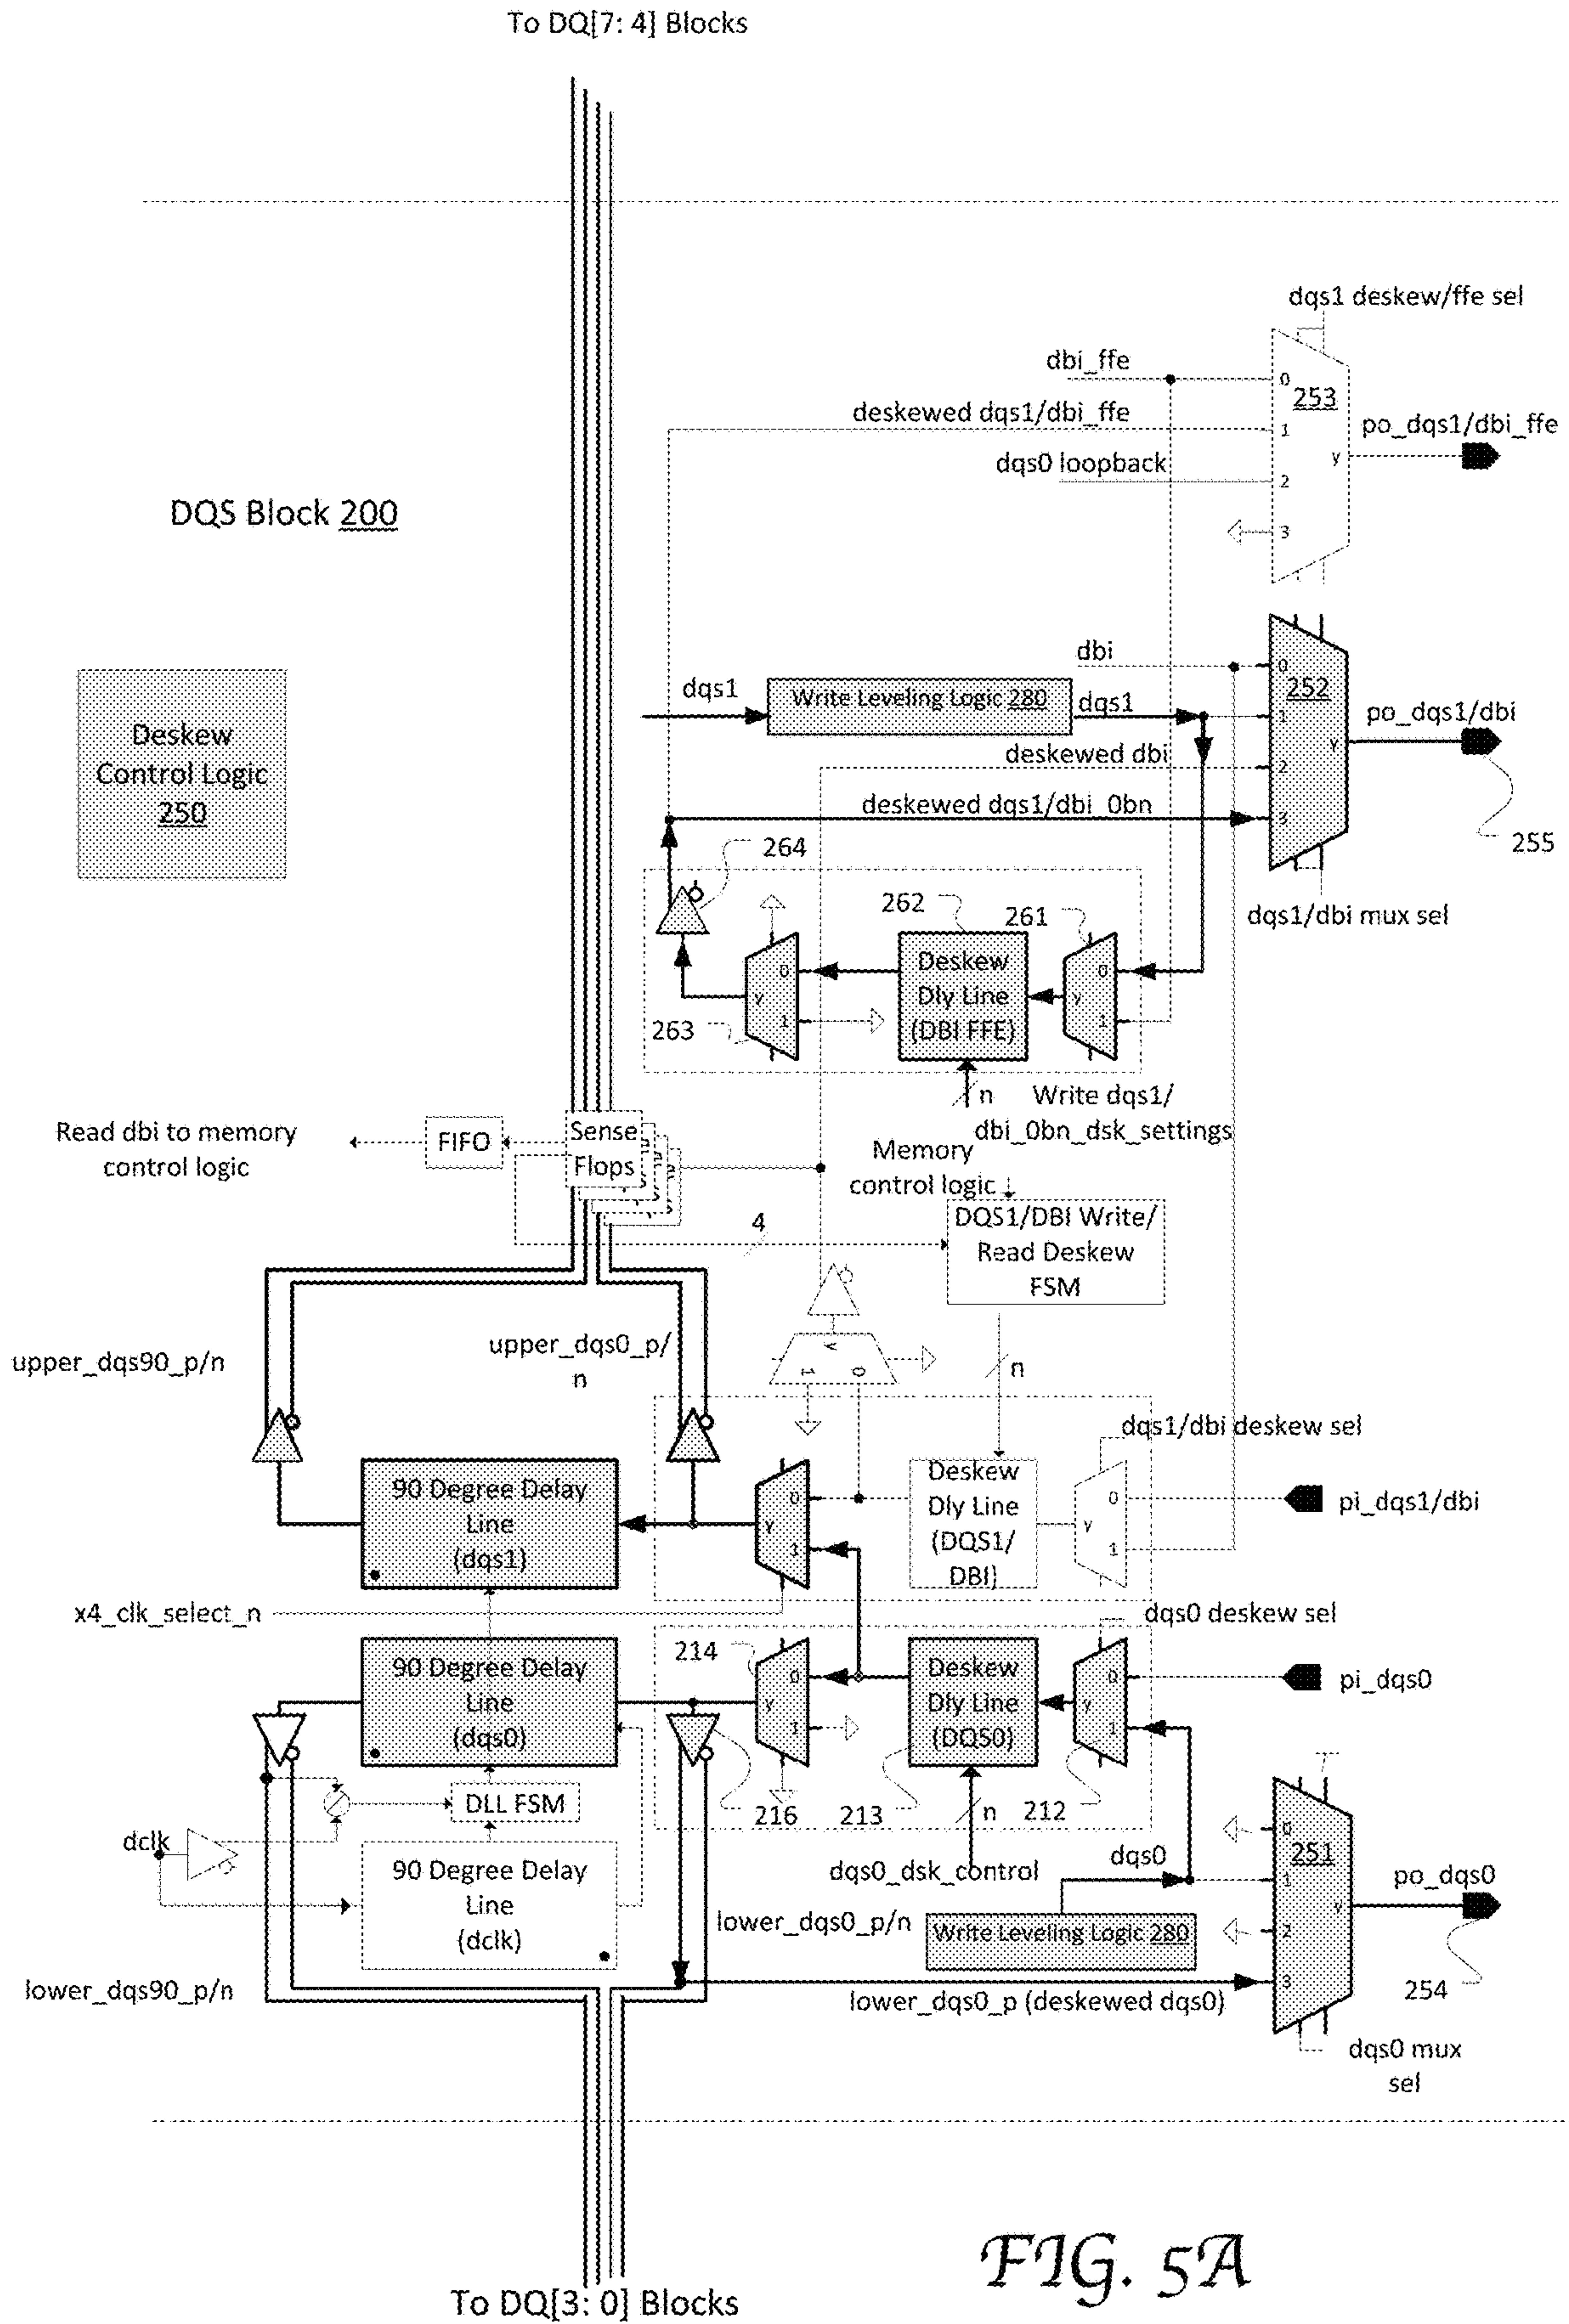 To DQ[7: 4] Blocks
dqs1 deskew/ffe sel
dbi_ffe
0
253
deskewed dqs1/dbi_ffe
1
po_dqs1/dbi_ffe
y
dqs0 loopback
2
3
DQS Block 200
dbi
0
252
dqs1
Write Leveling Logic 280
dqs1
1
po_dqs1/dbi
y
Deskew
Control Logic
250
deskewed dbi
2
deskewed dqs1/dbi_0bn
3
255
264
dqs1/dbi mux sel
262
261
0
y
1
263
Deskew
Dly Line
(DBI FFE)
0
y
1
n
Write dqs1/
dbi_0bn_dsk_settings
Read dbi to memory
control logic
FIFO
Sense
Flops
Memory
control logic
4
DQS1/DBI Write/
Read Deskew
FSM
upper_dqs90_p/n
upper_dqs0_p/
n
y
1
0
n
dqs1/dbi deskew sel
90 Degree Delay
Line
(dqs1)
0
y
1
Deskew
Dly Line
(DQS1/
DBI)
0
y
1
pi_dqs1/dbi
x4_clk_select_n
dqs0 deskew sel
90 Degree Delay
Line
(dqs0)
214
0
y
1
Deskew
Dly Line
(DQS0)
0
y
1
pi_dqs0
DLL FSM
216
213
n
212
dclk
90 Degree Delay
Line
(dclk)
dqs0_dsk_control
dqs0
0
251
1
po_dqs0
y
lower_dqs0_p/n
Write Leveling Logic 280
2
3
lower_dqs90_p/n
lower_dqs0_p (deskewed dqs0)
254
dqs0 mux
sel
FIG. 5A
To DQ[3: 0] Blocks